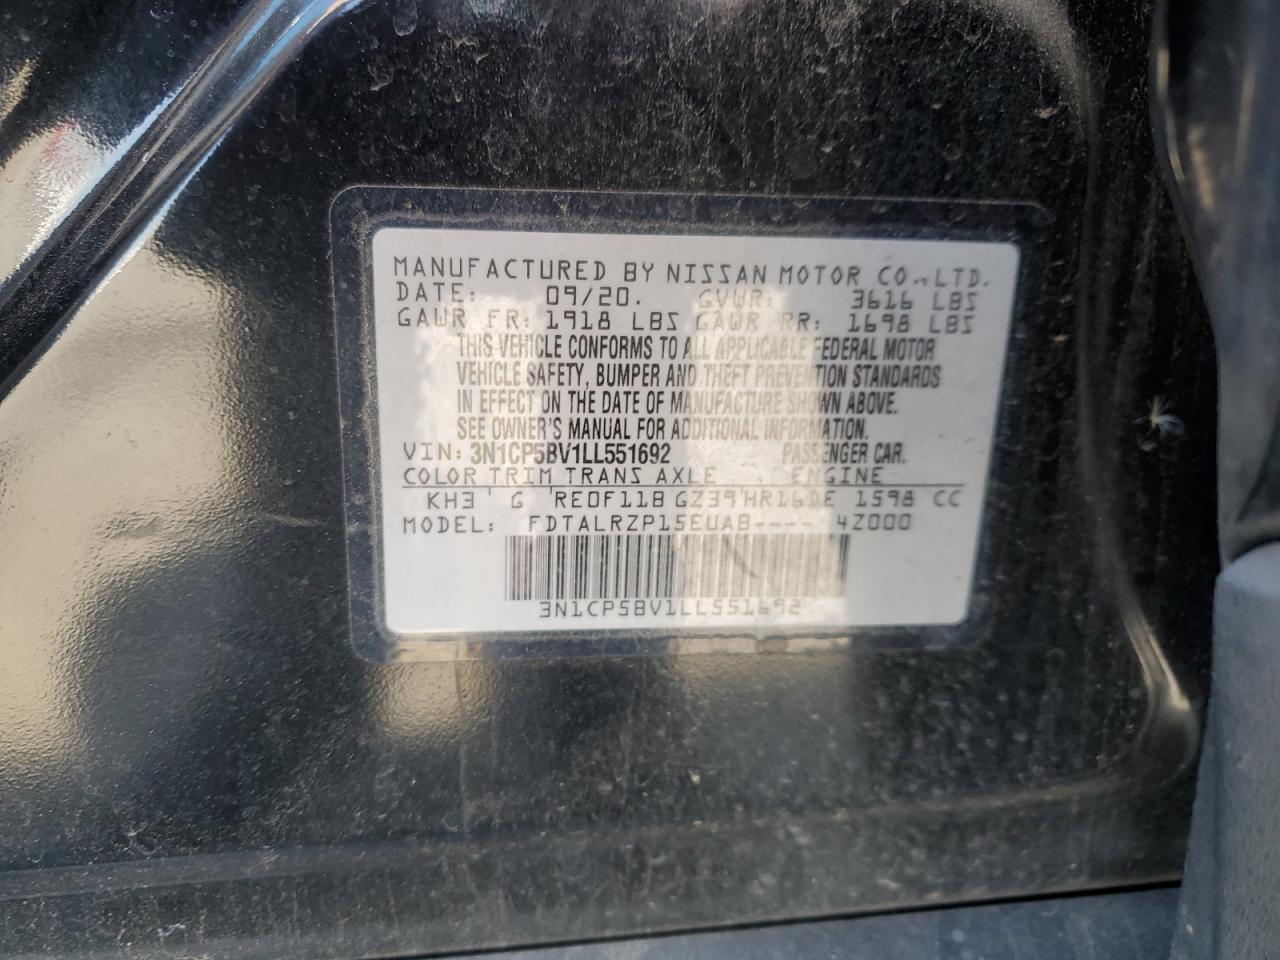 MANUFACTURED BY NISSAN MOTOR CO.,LTD.
DATE: 09/20. GVWR: 3616 LBS
GAWR FR: 1918 LBS GAWR RR: 1698 LBS
THIS VEHICLE CONFORMS TO ALL APPLICABLE FEDERAL MOTOR
VEHICLE SAFETY, BUMPER AND THEFT PREVENTION STANDARDS
IN EFFECT ON THE DATE OF MANUFACTURE SHOWN ABOVE.
SEE OWNER'S MANUAL FOR ADDITIONAL INFORMATION.
VIN: 3N1CP5BV1LL551692 PASSENGER CAR.
COLOR TRIM TRANS AXLE ENGINE
KH3 G RE0F11B GZ39 HR16DE 1598 CC
MODEL: FDTALRZP15EUAB---- 4Z000
3N1CP5BV1LL551692